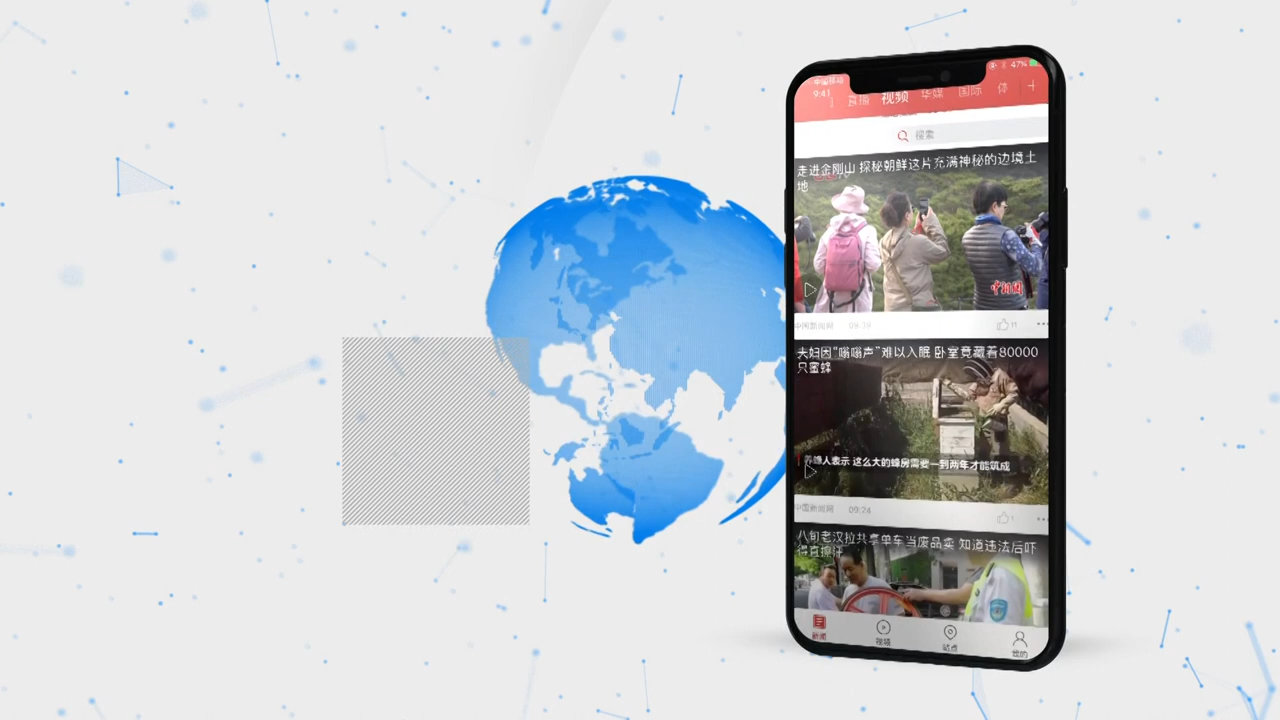 中国移动
47%
9:41
直播 视频 华媒 国际 体 +
搜索
走进金刚山 探秘朝鲜这片充满神秘的边境土
地
中新网
中国新闻网 09:39 11
夫妇因“嗡嗡声”难以入眠 卧室竟藏着80000
只蜜蜂
养蜂人表示 这么大的蜂房需要一到两年才能筑成
中国新闻网 09:24 1
八旬老汉拉共享单车当废品卖 知道违法后吓
得直擦汗
新闻 视频 站点 我的